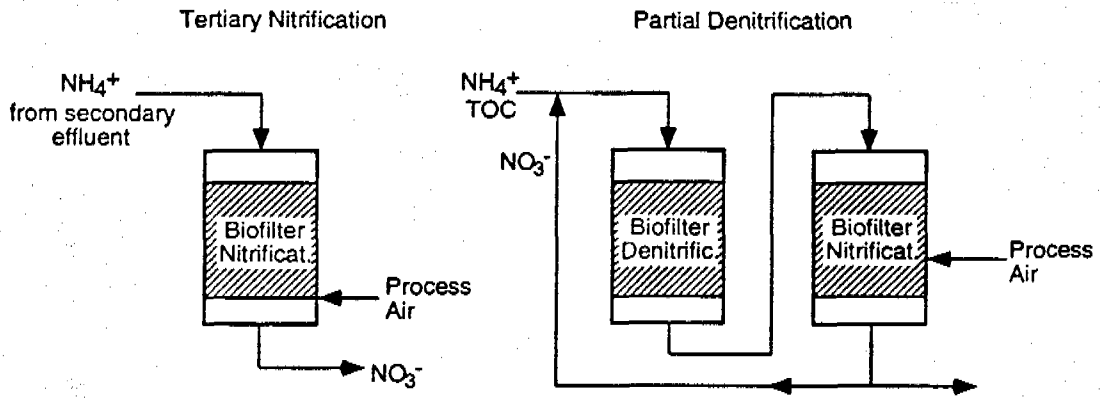 Tertiary Nitrification
NH₄⁺
from secondary
effluent
Biofilter
Nitrificat.
Process
Air
NO₃⁻
Partial Denitrification
NH₄⁺
TOC
NO₃⁻
Biofilter
Denitrific.
Biofilter
Nitrificat.
Process
Air